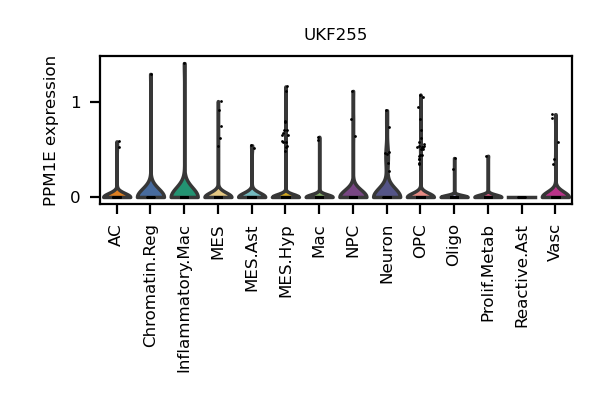 UKF255
PPM1E expression
1
0
AC
Chromatin.Reg
Inflammatory.Mac
MES
MES.Ast
MES.Hyp
Mac
NPC
Neuron
OPC
Oligo
Prolif.Metab
Reactive.Ast
Vasc